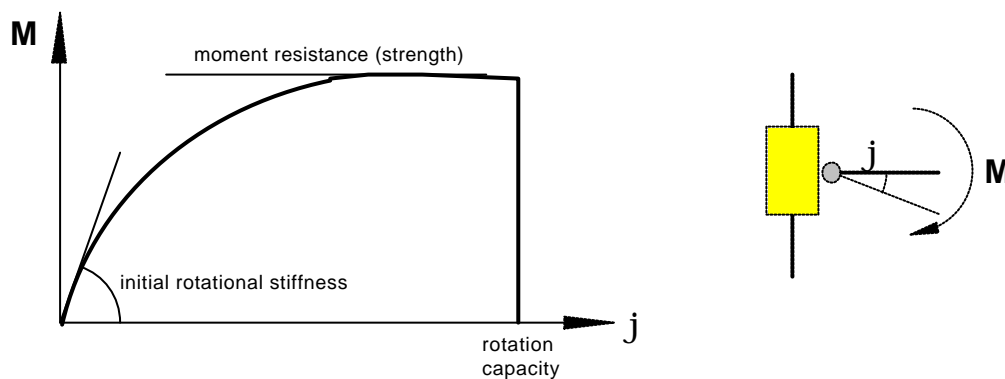 M
moment resistance (strength)
initial rotational stiffness
j
rotation
capacity
j
M